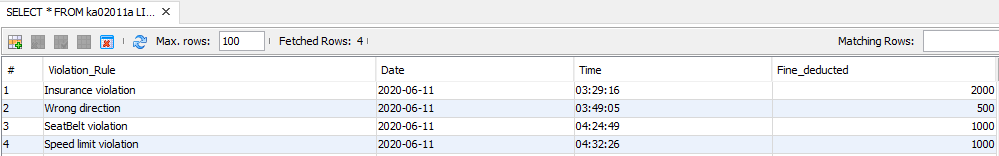 SELECT * FROM ka02011a LI...
Max. rows: 100 Fetched Rows: 4 Matching Rows:
# Violation_Rule Date Time Fine_deducted
1 Insurance violation 2020-06-11 03:29:16 2000
2 Wrong direction 2020-06-11 03:49:05 500
3 SeatBelt violation 2020-06-11 04:24:49 1000
4 Speed limit violation 2020-06-11 04:32:26 1000